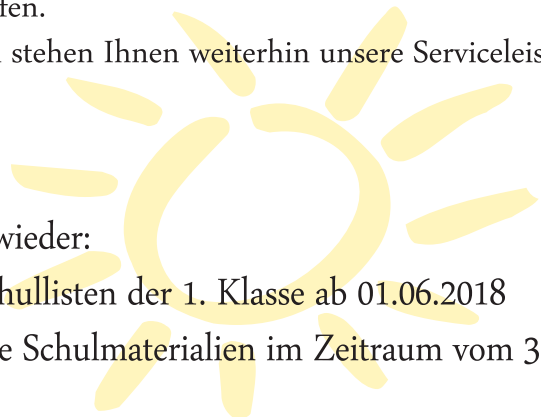 fen.
stehen Ihnen weiterhin unsere Serviceleis
wieder:
hullisten der 1. Klasse ab 01.06.2018
e Schulmaterialien im Zeitraum vom 3